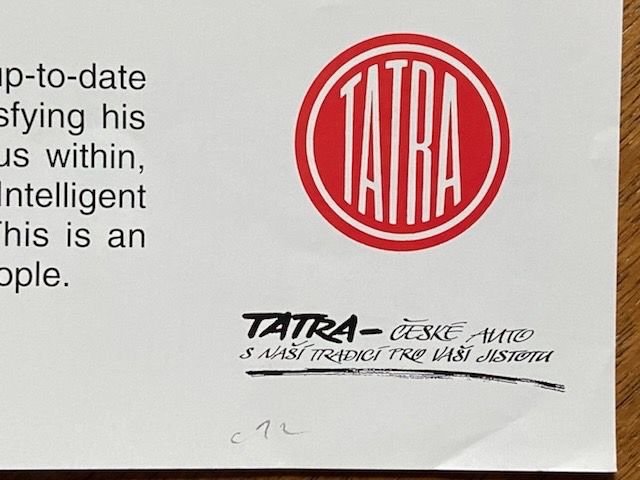 up-to-date
sfying his
us within,
Intelligent
This is an
ople.
TATRA
TATRA – ČESKÉ AUTO
S NAŠÍ TRADICÍ PRO VAŠI JISTOTU